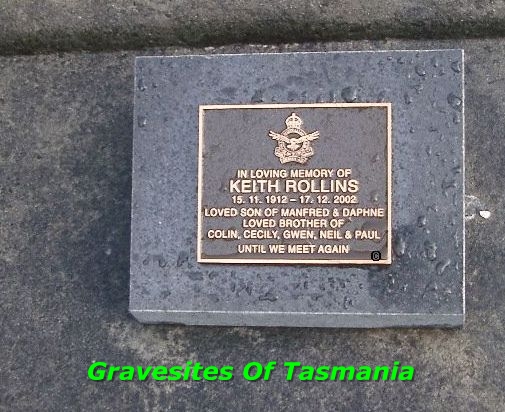 IN LOVING MEMORY OF
KEITH ROLLINS
15. 11. 1912 – 17. 12. 2002
LOVED SON OF MANFRED & DAPHNE
LOVED BROTHER OF
COLIN, CECILY, GWEN, NEIL & PAUL
UNTIL WE MEET AGAIN
Gravesites Of Tasmania